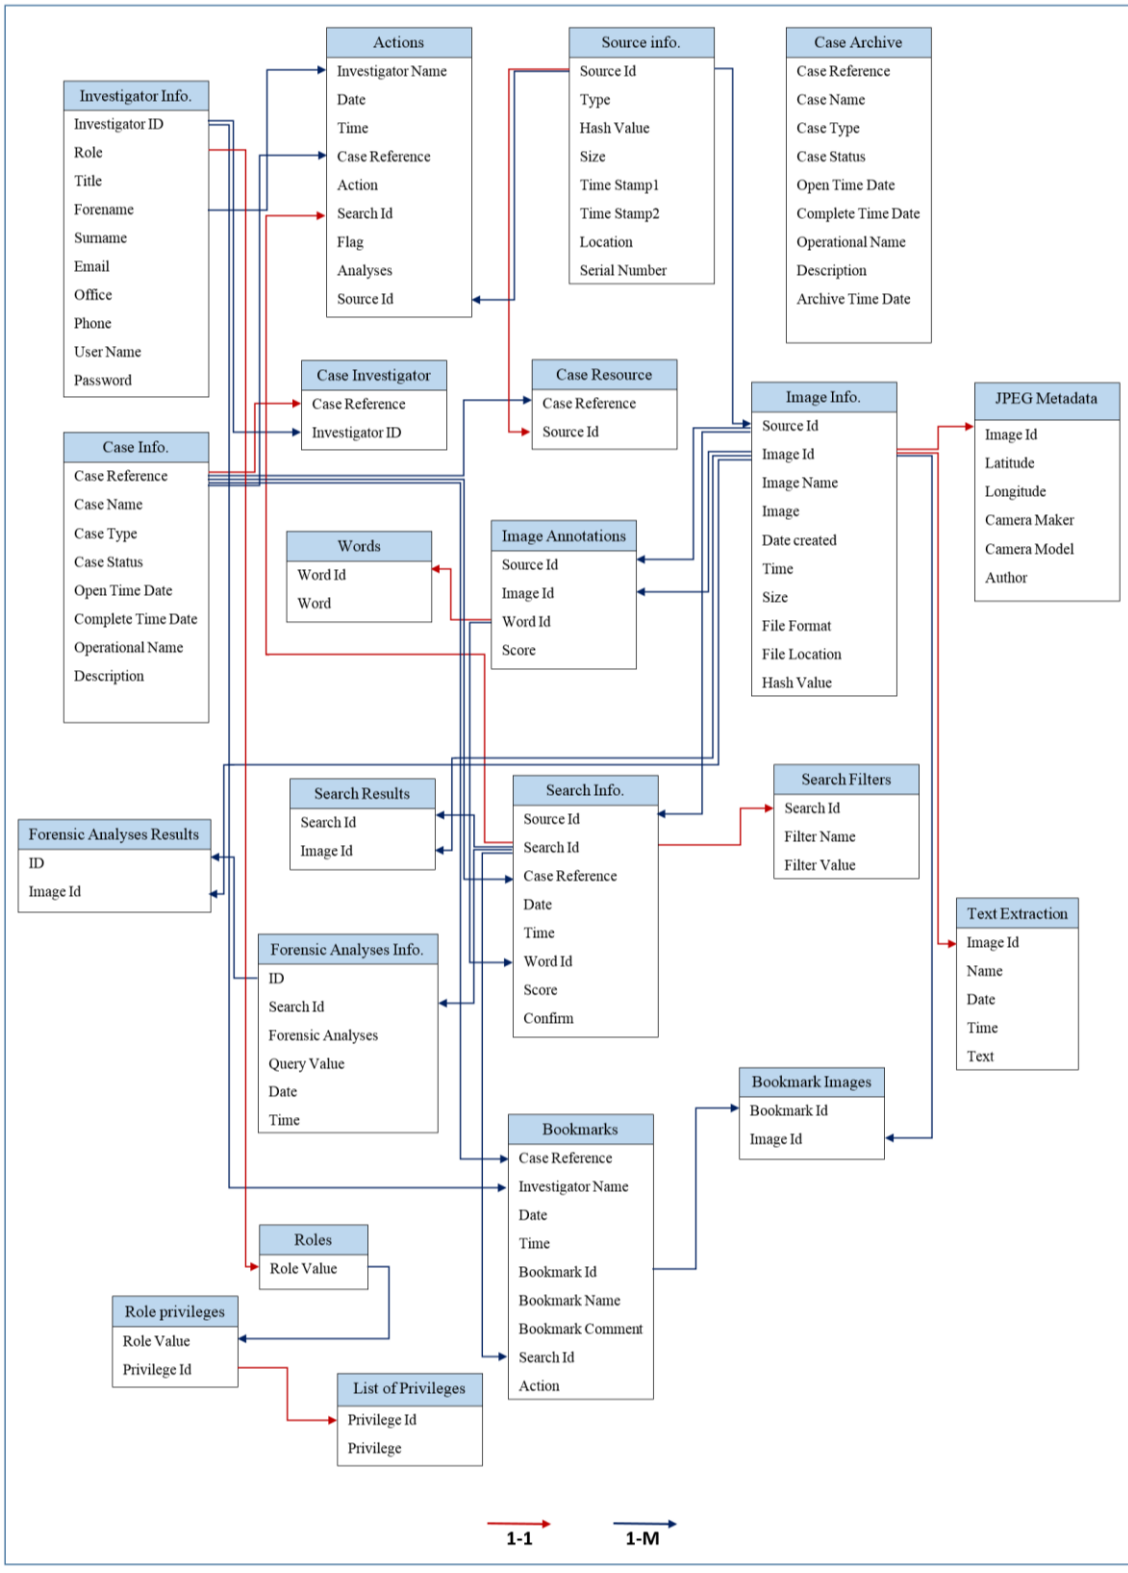 Actions
Investigator Name
Date
Time
Case Reference
Action
Search Id
Flag
Analyses
Source Id
Source info.
Source Id
Type
Hash Value
Size
Time Stamp1
Time Stamp2
Location
Serial Number
Case Archive
Case Reference
Case Name
Case Type
Case Status
Open Time Date
Complete Time Date
Operational Name
Description
Archive Time Date
Investigator Info.
Investigator ID
Role
Title
Forename
Surname
Email
Office
Phone
User Name
Password
Case Investigator
Case Reference
Investigator ID
Case Resource
Case Reference
Source Id
Image Info.
Source Id
Image Id
Image Name
Image
Date created
Time
Size
File Format
File Location
Hash Value
JPEG Metadata
Image Id
Latitude
Longitude
Camera Maker
Camera Model
Author
Case Info.
Case Reference
Case Name
Case Type
Case Status
Open Time Date
Complete Time Date
Operational Name
Description
Words
Word Id
Word
Image Annotations
Source Id
Image Id
Word Id
Score
Search Results
Search Id
Image Id
Search Info.
Source Id
Search Id
Case Reference
Date
Time
Word Id
Score
Confirm
Search Filters
Search Id
Filter Name
Filter Value
Forensic Analyses Results
ID
Image Id
Forensic Analyses Info.
ID
Search Id
Forensic Analyses
Query Value
Date
Time
Text Extraction
Image Id
Name
Date
Time
Text
Bookmark Images
Bookmark Id
Image Id
Bookmarks
Case Reference
Investigator Name
Date
Time
Bookmark Id
Bookmark Name
Bookmark Comment
Search Id
Action
Roles
Role Value
Role privileges
Role Value
Privilege Id
List of Privileges
Privilege Id
Privilege
1-1
1-M